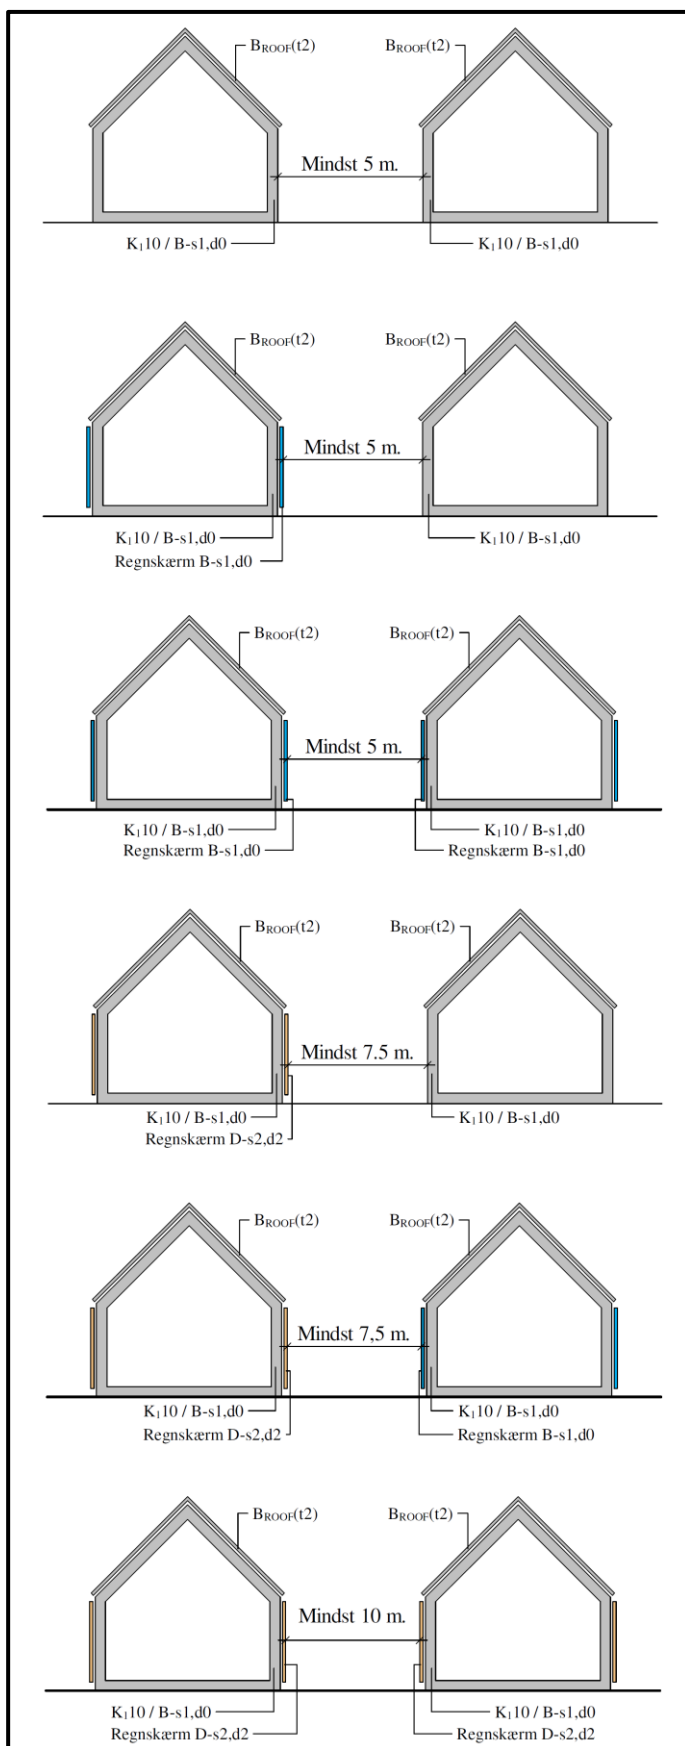 BROOF(t2) BROOF(t2)
Mindst 5 m.
K₁10 / B-s1,d0 K₁10 / B-s1,d0
BROOF(t2) BROOF(t2)
Mindst 5 m.
K₁10 / B-s1,d0 K₁10 / B-s1,d0
Regnskærm B-s1,d0
BROOF(t2) BROOF(t2)
Mindst 5 m.
K₁10 / B-s1,d0 K₁10 / B-s1,d0
Regnskærm B-s1,d0 Regnskærm B-s1,d0
BROOF(t2) BROOF(t2)
Mindst 7.5 m.
K₁10 / B-s1,d0 K₁10 / B-s1,d0
Regnskærm D-s2,d2
BROOF(t2) BROOF(t2)
Mindst 7,5 m.
K₁10 / B-s1,d0 K₁10 / B-s1,d0
Regnskærm D-s2,d2 Regnskærm B-s1,d0
BROOF(t2) BROOF(t2)
Mindst 10 m.
K₁10 / B-s1,d0 K₁10 / B-s1,d0
Regnskærm D-s2,d2 Regnskærm D-s2,d2